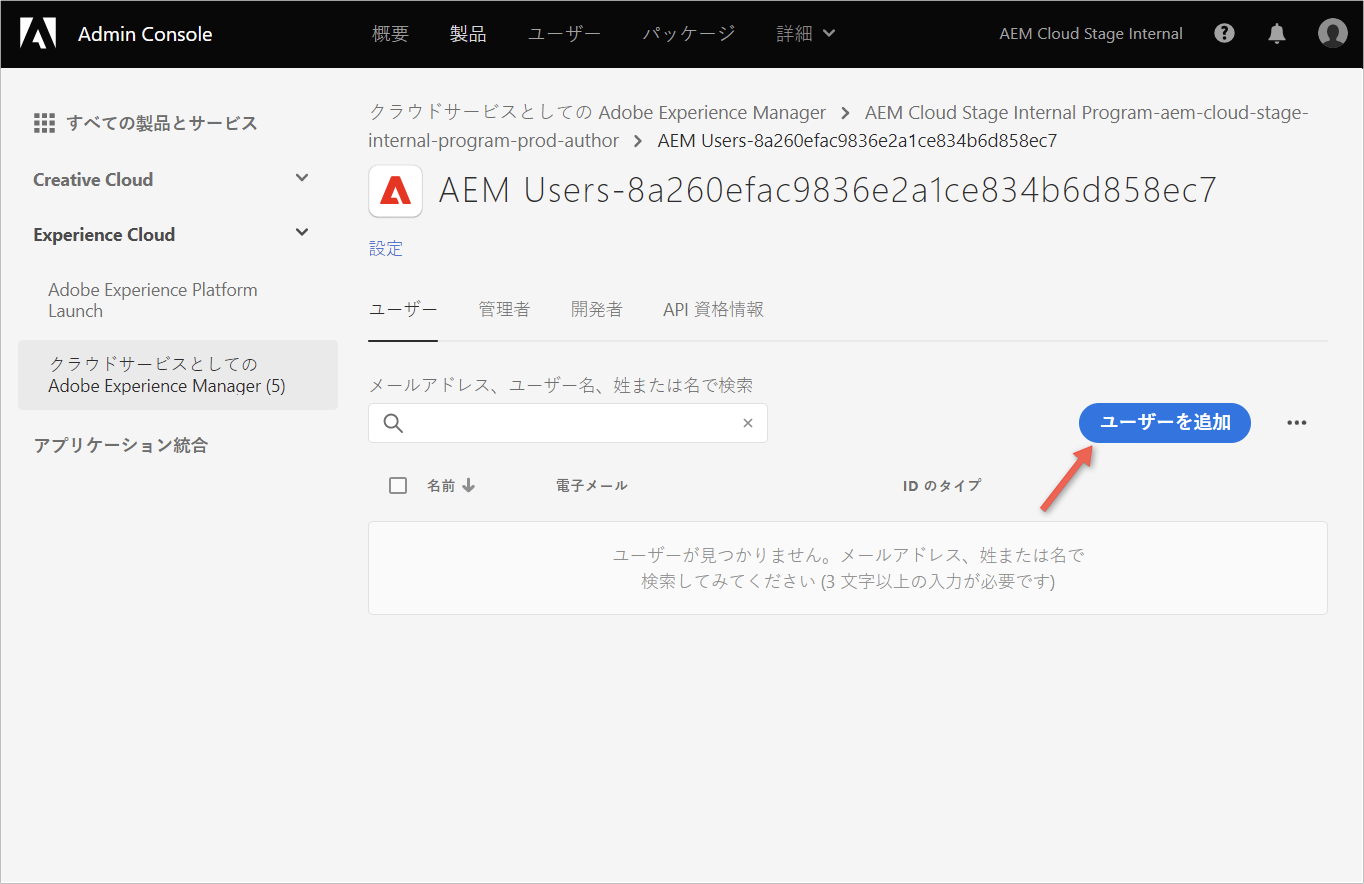 Admin Console
概要 製品 ユーザー パッケージ 詳細
AEM Cloud Stage Internal
すべての製品とサービス
Creative Cloud
Experience Cloud
Adobe Experience Platform
Launch
クラウドサービスとしての
Adobe Experience Manager (5)
アプリケーション統合
クラウドサービスとしての Adobe Experience Manager > AEM Cloud Stage Internal Program-aem-cloud-stage-
internal-program-prod-author > AEM Users-8a260efac9836e2a1ce834b6d858ec7
AEM Users-8a260efac9836e2a1ce834b6d858ec7
設定
ユーザー 管理者 開発者 API 資格情報
メールアドレス、ユーザー名、姓または名で検索
ユーザーを追加
名前 電子メール ID のタイプ
ユーザーが見つかりません。メールアドレス、姓または名で
検索してみてください (3 文字以上の入力が必要です)